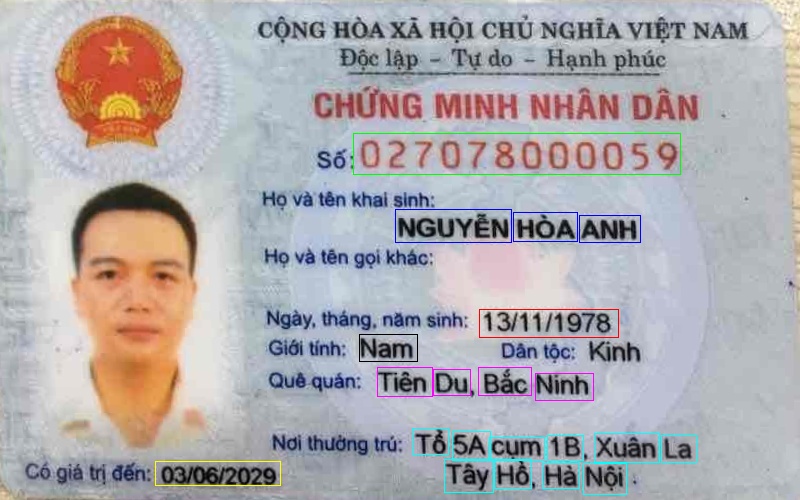 CỘNG HÒA XÃ HỘI CHỦ NGHĨA VIỆT NAM
Độc lập - Tự do - Hạnh phúc
CHỨNG MINH NHÂN DÂN
Số: 027078000059
Họ và tên khai sinh:
NGUYỄN HÒA ANH
Họ và tên gọi khác:
Ngày, tháng, năm sinh: 13/11/1978
Giới tính: Nam Dân tộc: Kinh
Quê quán: Tiên Du, Bắc Ninh
Nơi thường trú: Tổ 5A cụm 1B, Xuân La
Tây Hồ, Hà Nội
Có giá trị đến: 03/06/2029